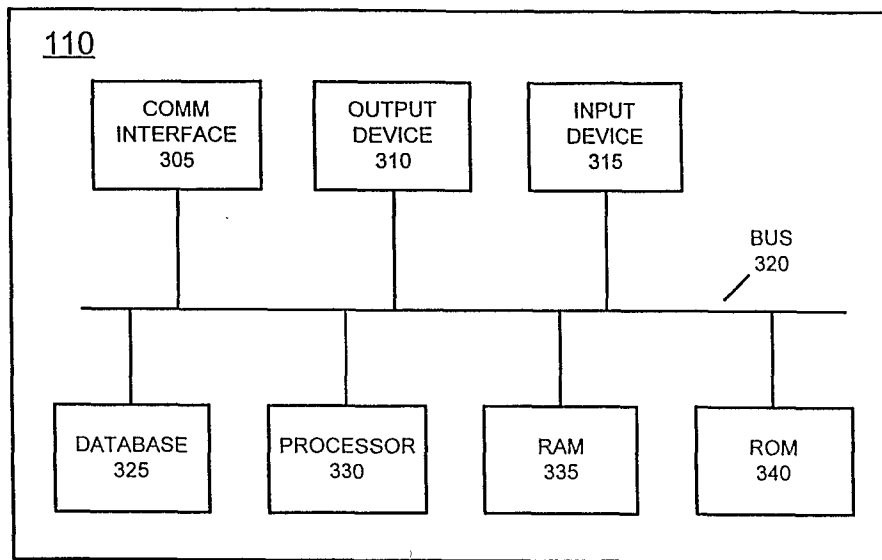 110
COMM
INTERFACE
305
OUTPUT
DEVICE
310
INPUT
DEVICE
315
BUS
320
DATABASE
325
PROCESSOR
330
RAM
335
ROM
340